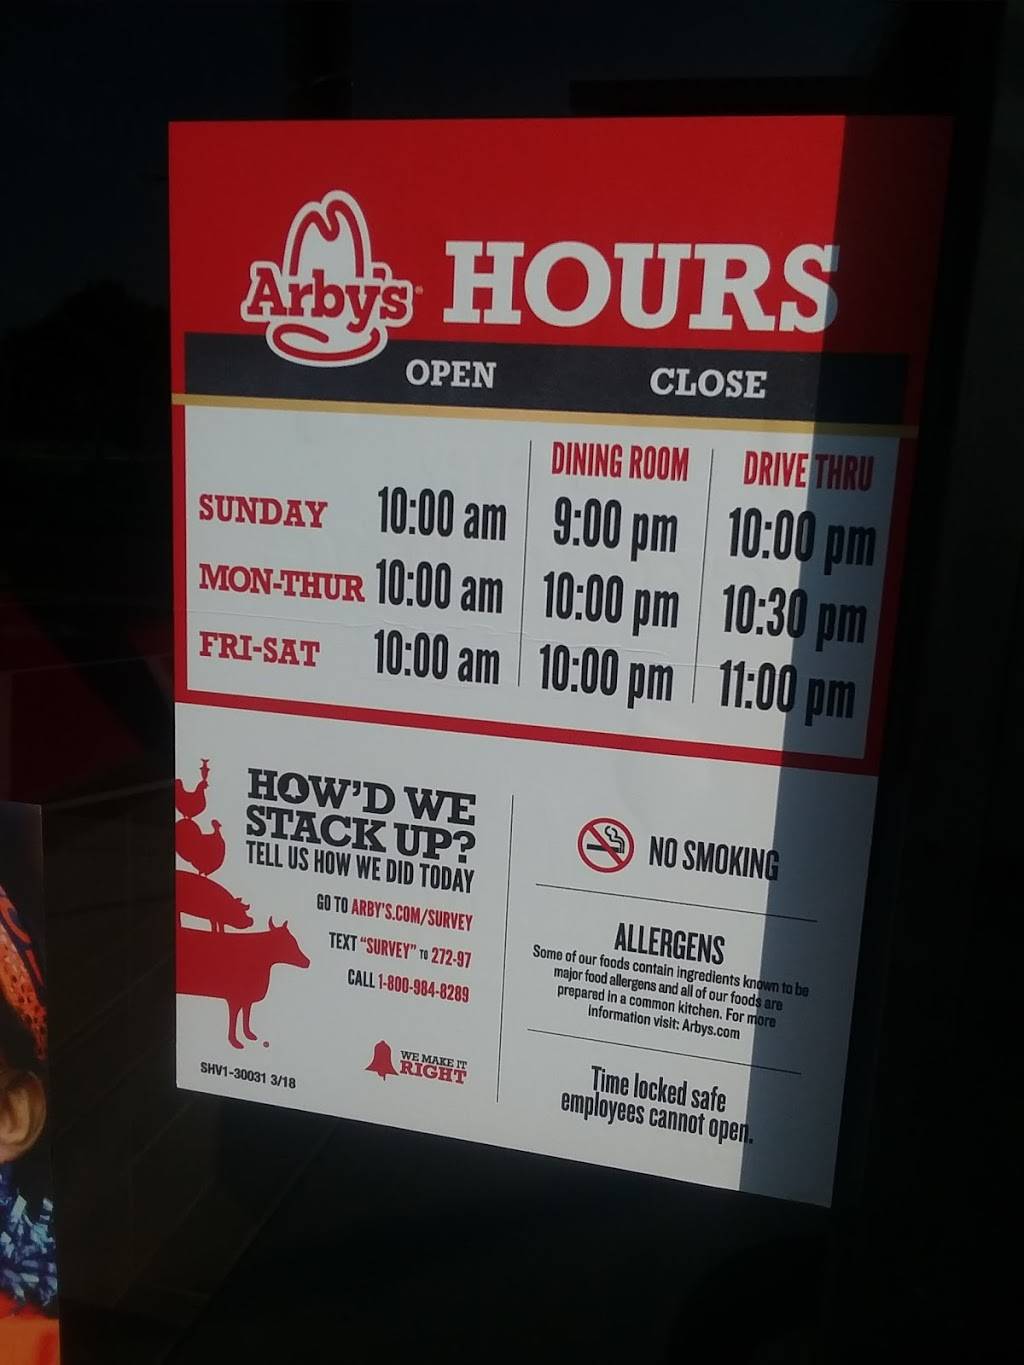 Arby's HOURS
OPEN CLOSE
DINING ROOM DRIVE THRU
SUNDAY 10:00 am 9:00 pm 10:00 pm
MON-THUR 10:00 am 10:00 pm 10:30 pm
FRI-SAT 10:00 am 10:00 pm 11:00 pm
HOW'D WE
STACK UP?
TELL US HOW WE DID TODAY
GO TO ARBY'S.COM/SURVEY
TEXT "SURVEY" TO 272-97
CALL 1-800-984-8289
WE MAKE IT
RIGHT
SHV1-30031 3/18
NO SMOKING
ALLERGENS
Some of our foods contain ingredients known to be
major food allergens and all of our foods are
prepared in a common kitchen. For more
information visit: Arbys.com
Time locked safe
employees cannot open.